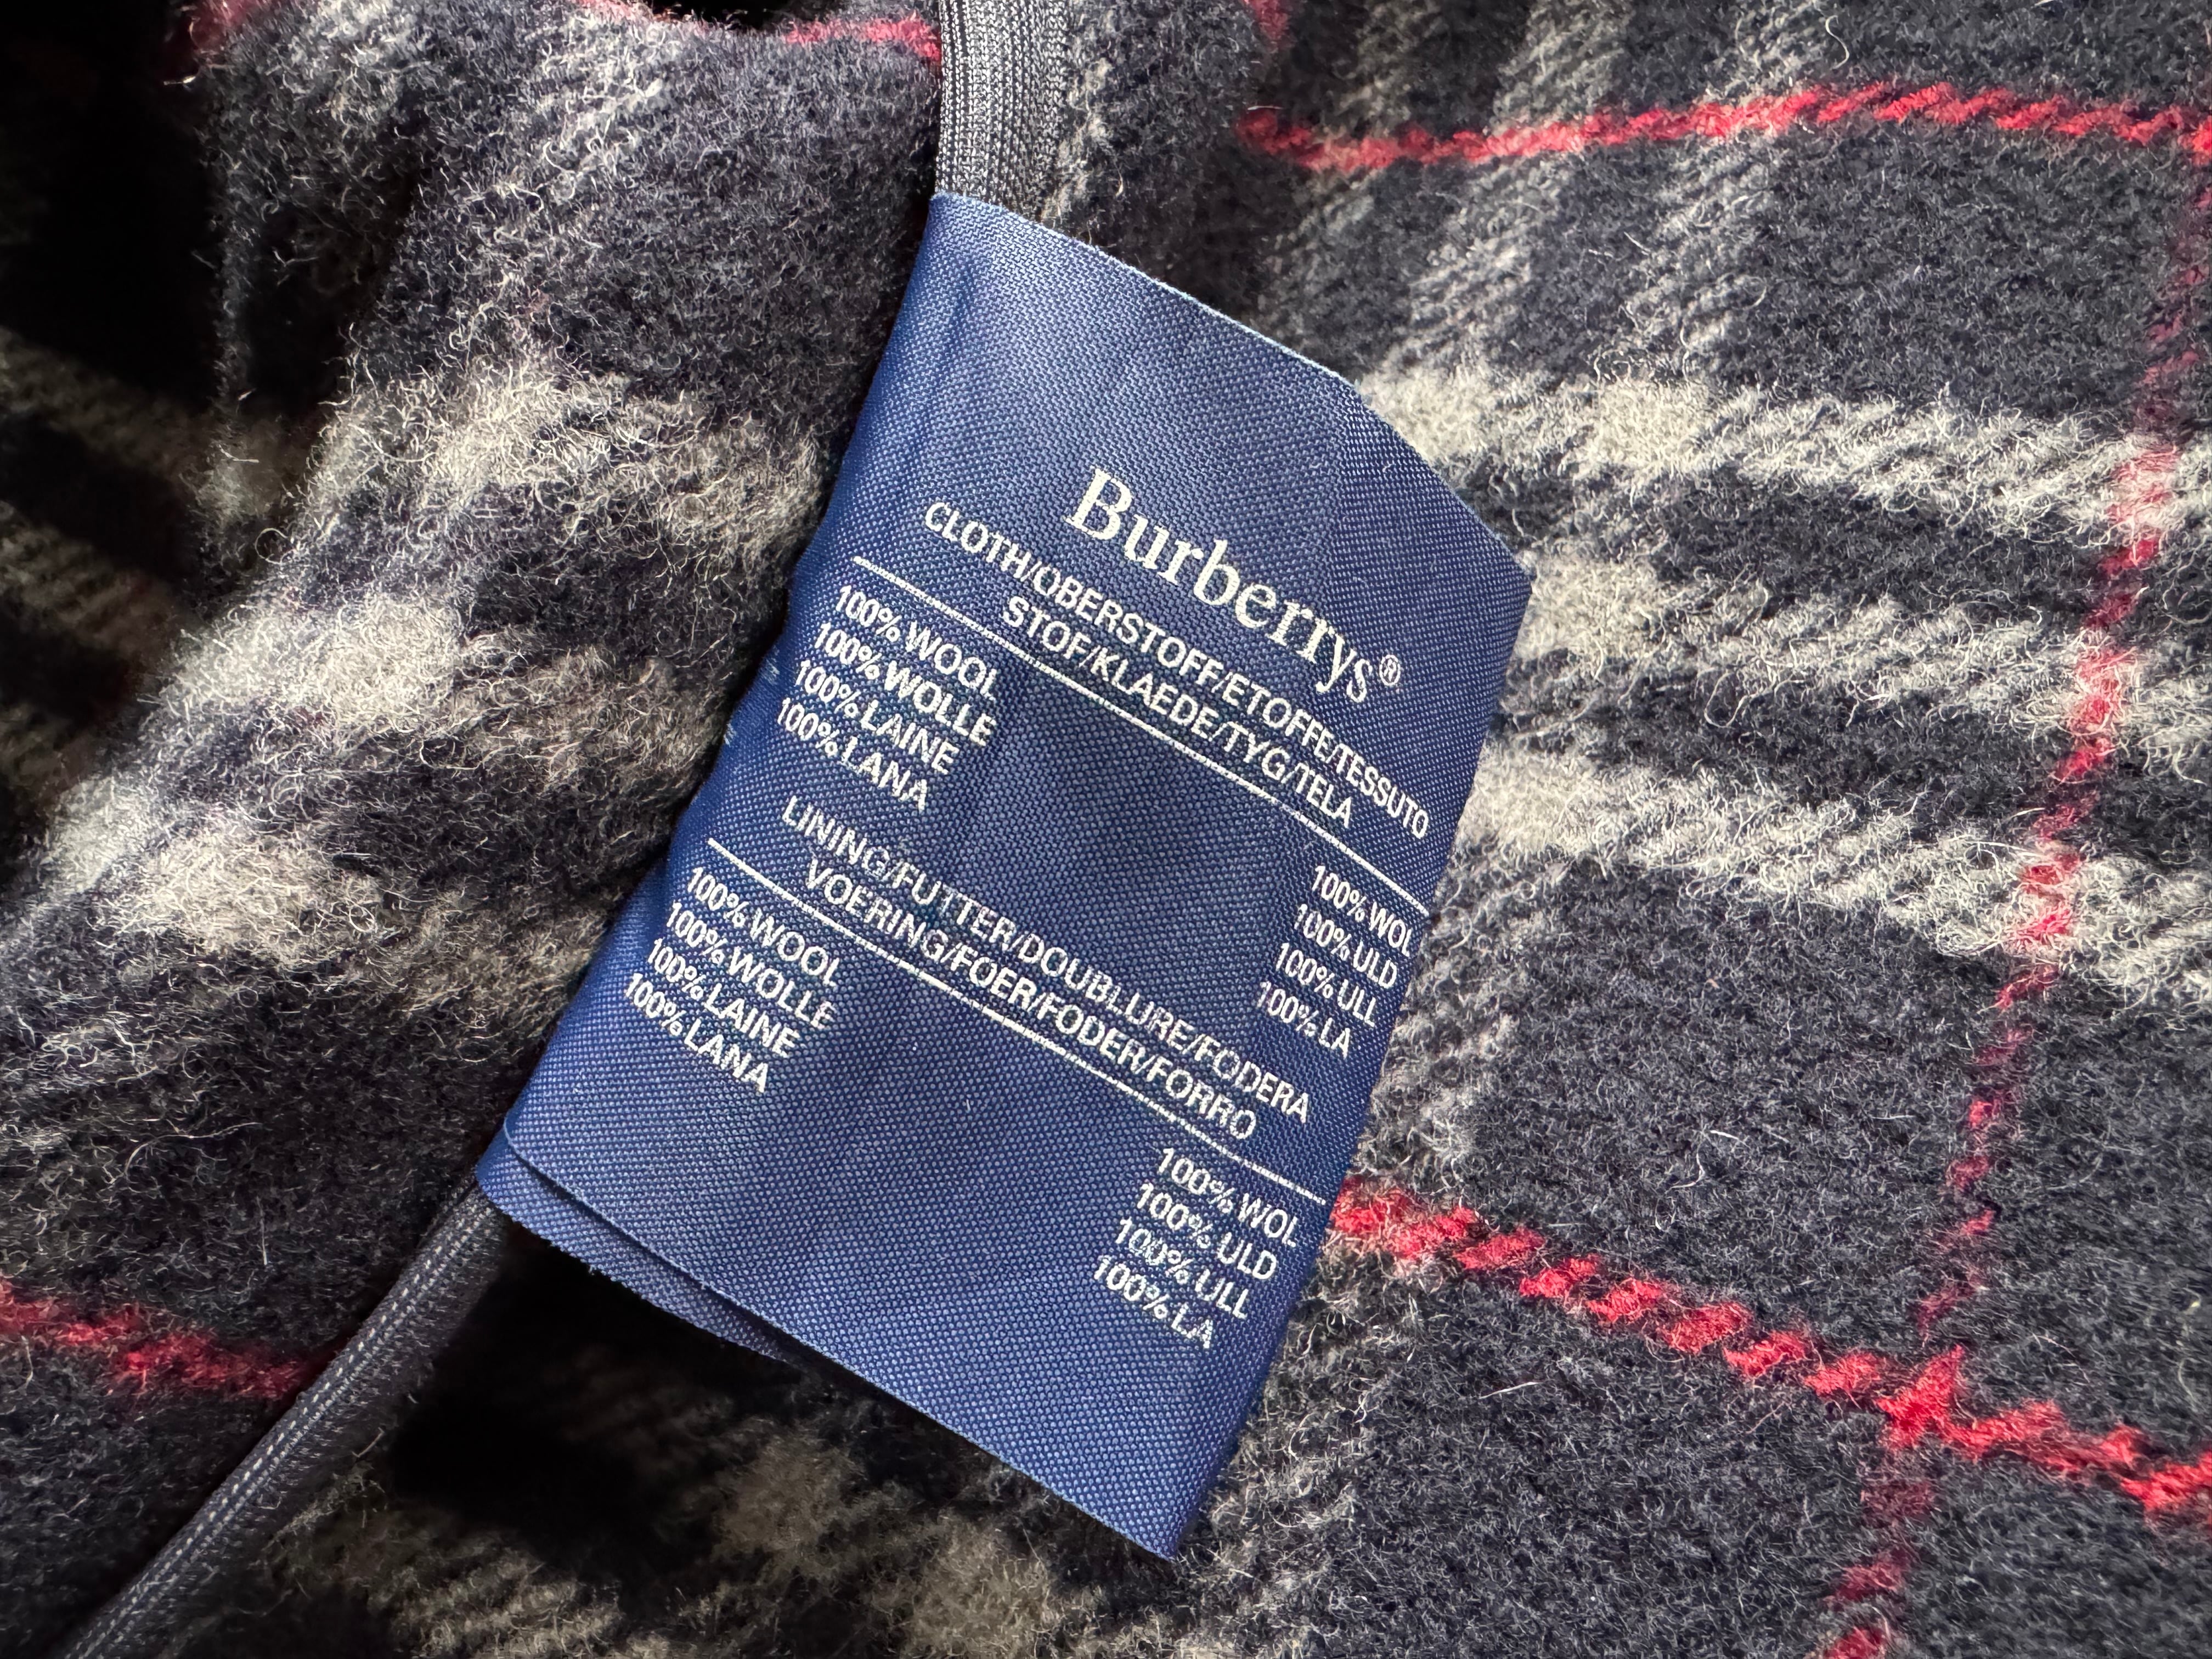 Burberrys®
CLOTH/OBERSTOFF/ETOFFE/TESSUTO
STOF/KLAEDE/TYG/TELA
100% WOOL 100% WOL
100% WOLLE 100% ULD
100% LAINE 100% ULL
100% LANA 100% LA
LINING/FUTTER/DOUBLURE/FODERA
VOERING/FOER/FODER/FORRO
100% WOOL 100% WOL
100% WOLLE 100% ULD
100% LAINE 100% ULL
100% LANA 100% LA